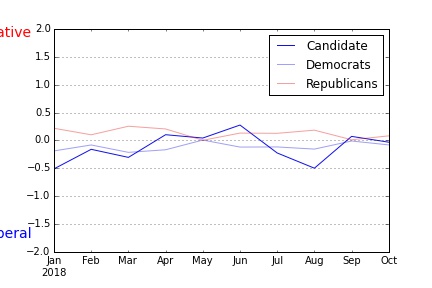 ative
2.0
Candidate
Democrats
Republicans
1.5
1.0
0.5
0.0
−0.5
−1.0
−1.5
beral
−2.0
Jan Feb Mar Apr May Jun Jul Aug Sep Oct
2018